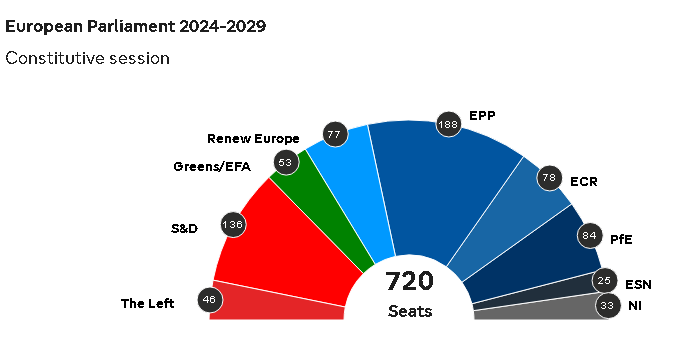 European Parliament 2024-2029
Constitutive session
188
EPP
77
Renew Europe
53
Greens/EFA
78
ECR
136
S&D
84
PfE
720
Seats
25
ESN
46
The Left
33
NI